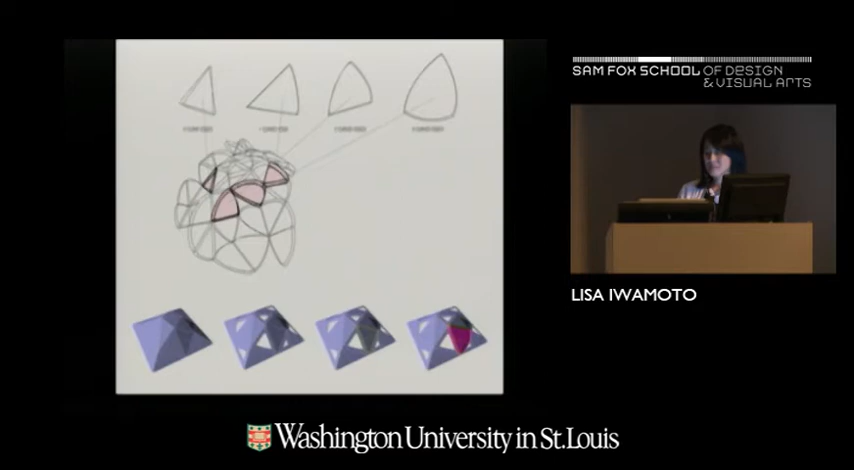 SAM FOX SCHOOL OF DESIGN
& VISUAL ARTS
LISA IWAMOTO
Washington University in St. Louis